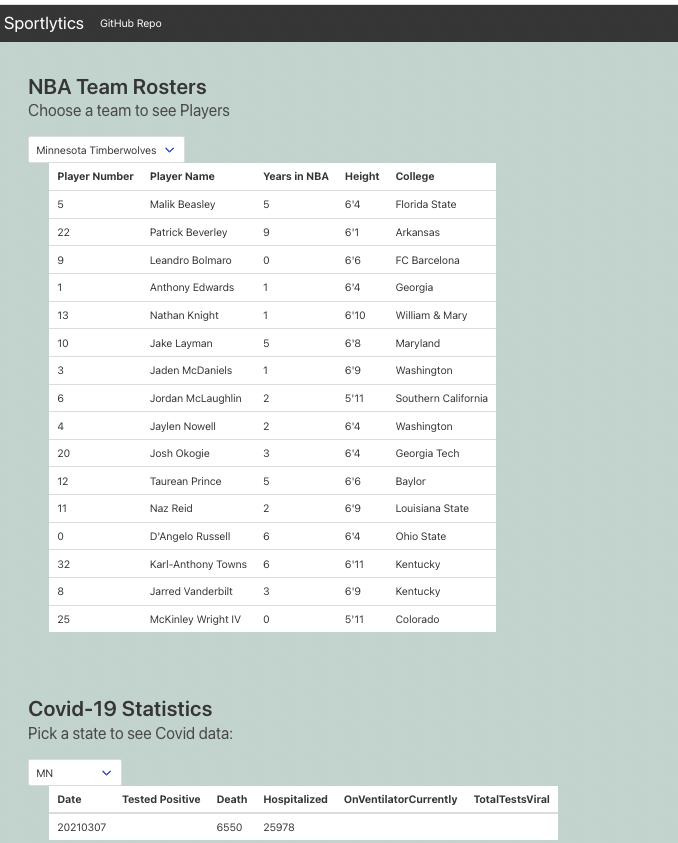 Sportlytics GitHub Repo
NBA Team Rosters
Choose a team to see Players
Minnesota Timberwolves
Player Number Player Name Years in NBA Height College
5 Malik Beasley 5 6'4 Florida State
22 Patrick Beverley 9 6'1 Arkansas
9 Leandro Bolmaro 0 6'6 FC Barcelona
1 Anthony Edwards 1 6'4 Georgia
13 Nathan Knight 1 6'10 William & Mary
10 Jake Layman 5 6'8 Maryland
3 Jaden McDaniels 1 6'9 Washington
6 Jordan McLaughlin 2 5'11 Southern California
4 Jaylen Nowell 2 6'4 Washington
20 Josh Okogie 3 6'4 Georgia Tech
12 Taurean Prince 5 6'6 Baylor
11 Naz Reid 2 6'9 Louisiana State
0 D'Angelo Russell 6 6'4 Ohio State
32 Karl-Anthony Towns 6 6'11 Kentucky
8 Jarred Vanderbilt 3 6'9 Kentucky
25 McKinley Wright IV 0 5'11 Colorado
Covid-19 Statistics
Pick a state to see Covid data:
MN
Date Tested Positive Death Hospitalized OnVentilatorCurrently TotalTestsViral
20210307 6550 25978